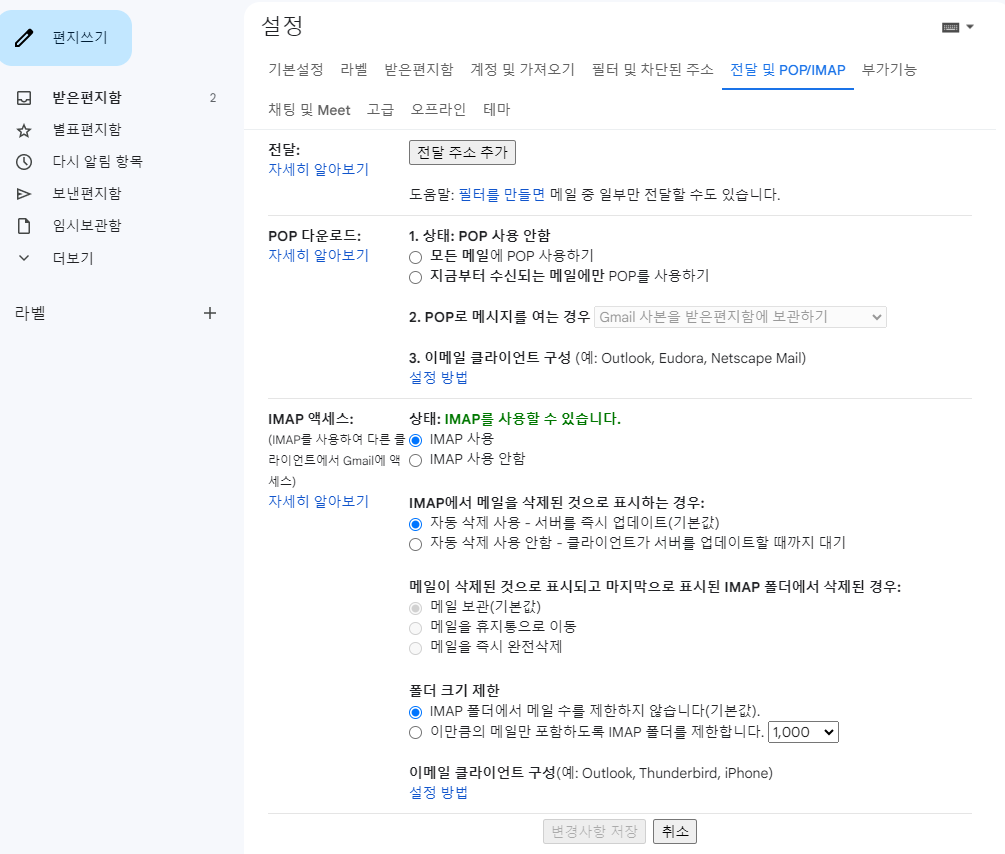 편지쓰기
받은편지함 2
별표편지함
다시 알림 항목
보낸편지함
임시보관함
더보기
라벨
설정
기본설정 라벨 받은편지함 계정 및 가져오기 필터 및 차단된 주소 전달 및 POP/IMAP 부가기능
채팅 및 Meet 고급 오프라인 테마
전달:
자세히 알아보기
전달 주소 추가
도움말: 필터를 만들면 메일 중 일부만 전달할 수도 있습니다.
POP 다운로드:
자세히 알아보기
1. 상태: POP 사용 안함
모든 메일에 POP 사용하기
지금부터 수신되는 메일에만 POP를 사용하기
2. POP로 메시지를 여는 경우 Gmail 사본을 받은편지함에 보관하기
3. 이메일 클라이언트 구성 (예: Outlook, Eudora, Netscape Mail)
설정 방법
IMAP 액세스:
(IMAP를 사용하여 다른 클
라이언트에서 Gmail에 액
세스)
자세히 알아보기
상태: IMAP를 사용할 수 있습니다.
IMAP 사용
IMAP 사용 안함
IMAP에서 메일을 삭제된 것으로 표시하는 경우:
자동 삭제 사용 - 서버를 즉시 업데이트(기본값)
자동 삭제 사용 안함 - 클라이언트가 서버를 업데이트할 때까지 대기
메일이 삭제된 것으로 표시되고 마지막으로 표시된 IMAP 폴더에서 삭제된 경우:
메일 보관(기본값)
메일을 휴지통으로 이동
메일을 즉시 완전삭제
폴더 크기 제한
IMAP 폴더에서 메일 수를 제한하지 않습니다(기본값).
이만큼의 메일만 포함하도록 IMAP 폴더를 제한합니다. 1,000
이메일 클라이언트 구성(예: Outlook, Thunderbird, iPhone)
설정 방법
변경사항 저장 취소